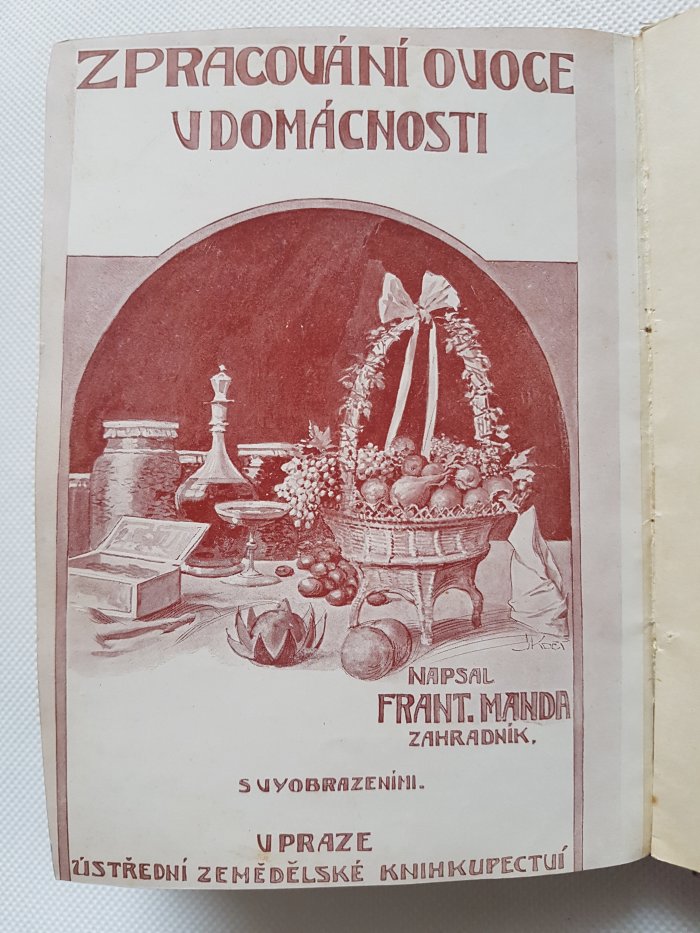 ZPRACOVÁNÍ OVOCE
V DOMÁCNOSTI
NAPSAL
FRANT. MANDA
ZAHRADNÍK.
S VYOBRAZENÍMI.
V PRAZE
ÚSTŘEDNÍ ZEMĚDĚLSKÉ KNIHKUPECTVÍ